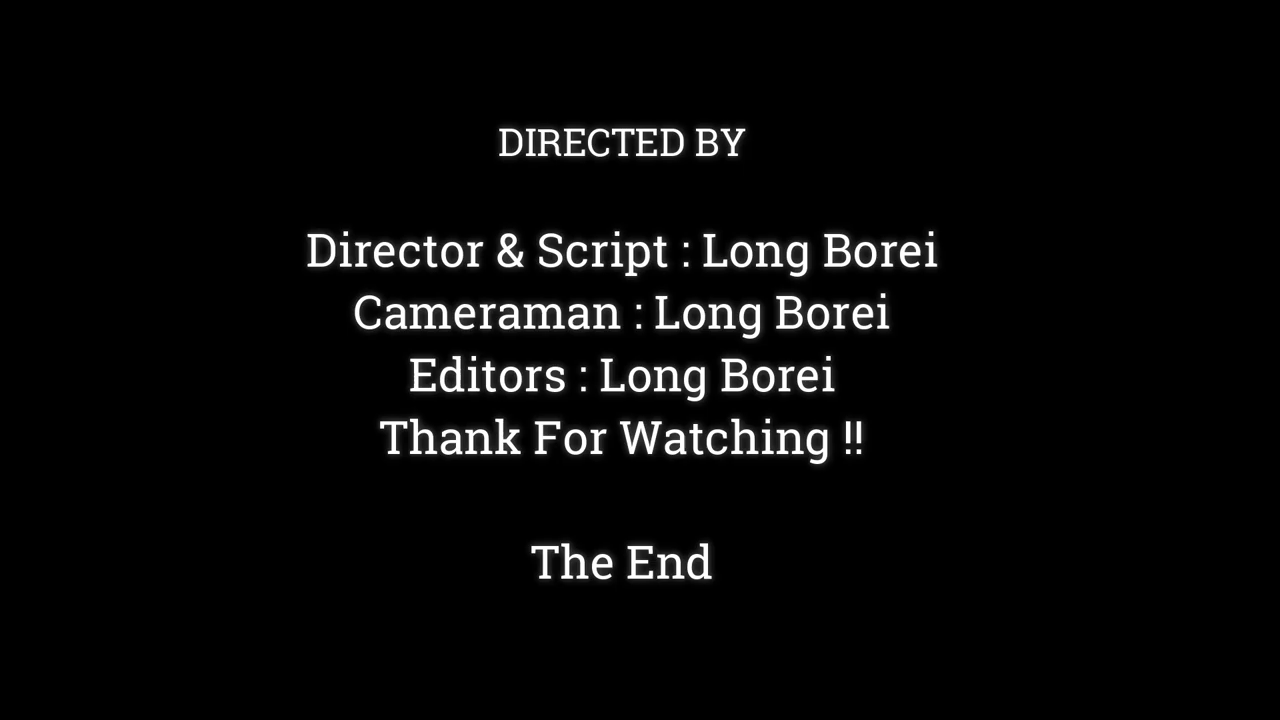 DIRECTED BY
Director & Script : Long Borei
Cameraman : Long Borei
Editors : Long Borei
Thank For Watching !!
The End